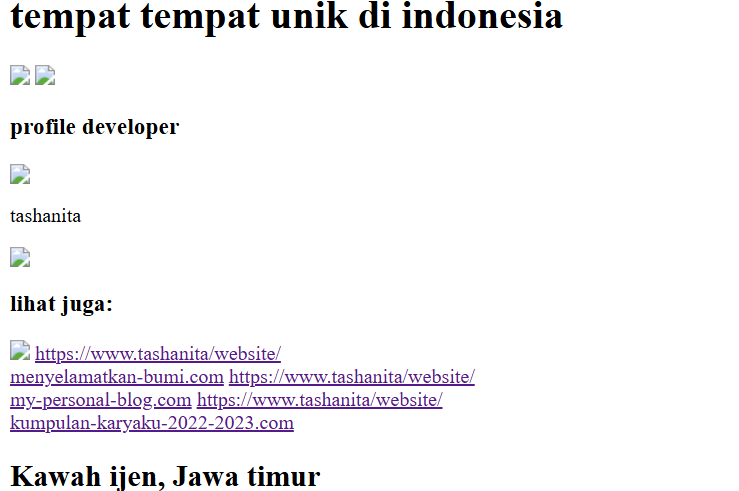 tempat tempat unik di indonesia
profile developer
tashanita
lihat juga:
https://www.tashanita/website/
menyelamatkan-bumi.com https://www.tashanita/website/
my-personal-blog.com https://www.tashanita/website/
kumpulan-karyaku-2022-2023.com
Kawah ijen, Jawa timur